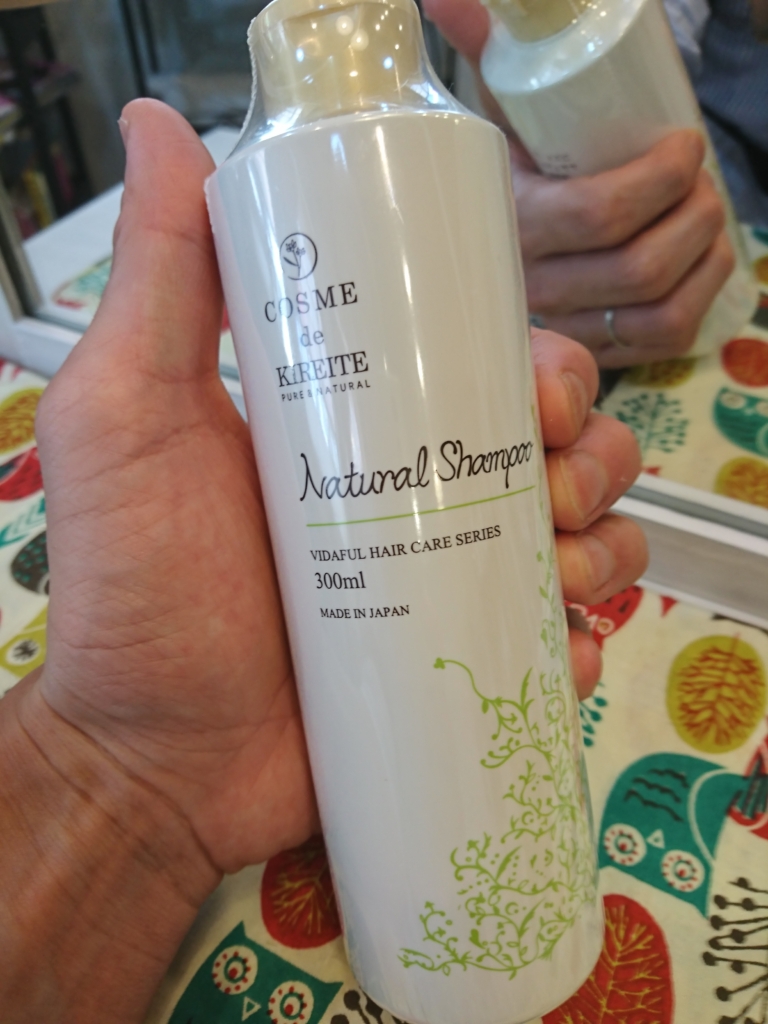 COSME
de
KiREITE
PURE & NATURAL
Natural Shampoo
VIDAFUL HAIR CARE SERIES
300ml
MADE IN JAPAN